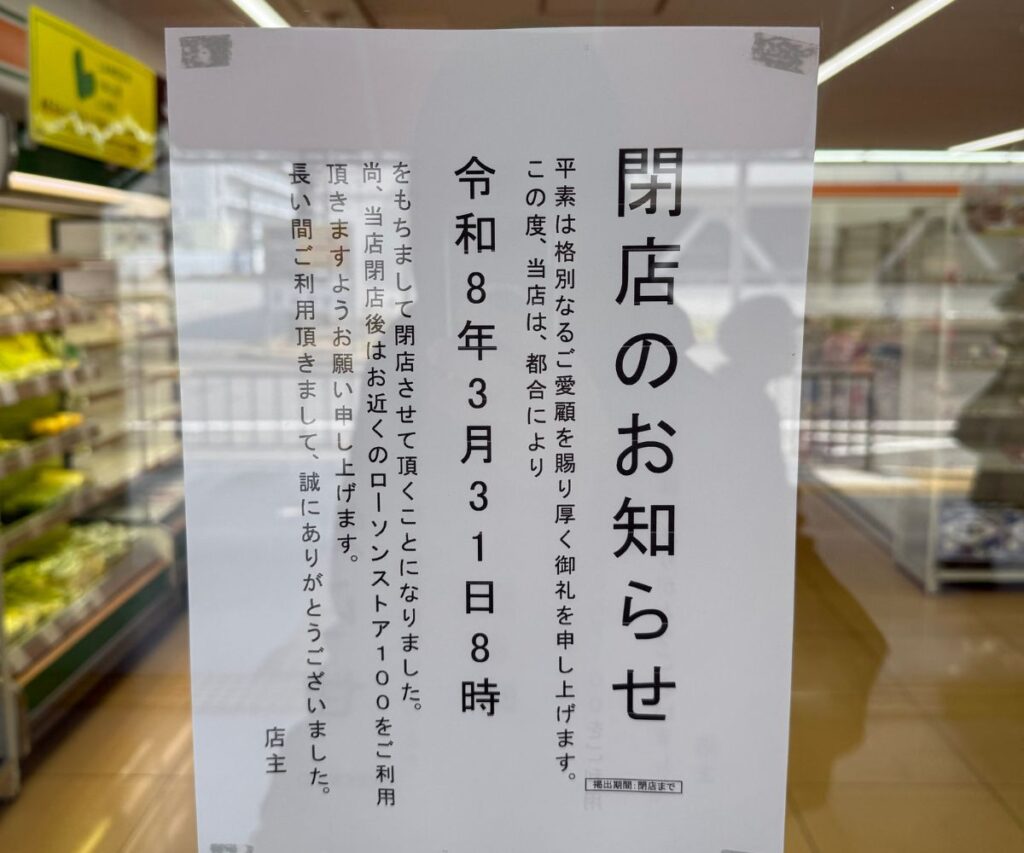 閉店のお知らせ
平素は格別なるご愛顧を賜り厚く御礼を申し上げます。
この度、当店は、都合により
令和8年3月31日8時
をもちまして閉店させて頂くことになりました。
尚、当店閉店後はお近くのローソンストア100をご利用
頂きますようお願い申し上げます。
長い間ご利用頂きまして、誠にありがとうございました。
店主
掲出期間:閉店まで